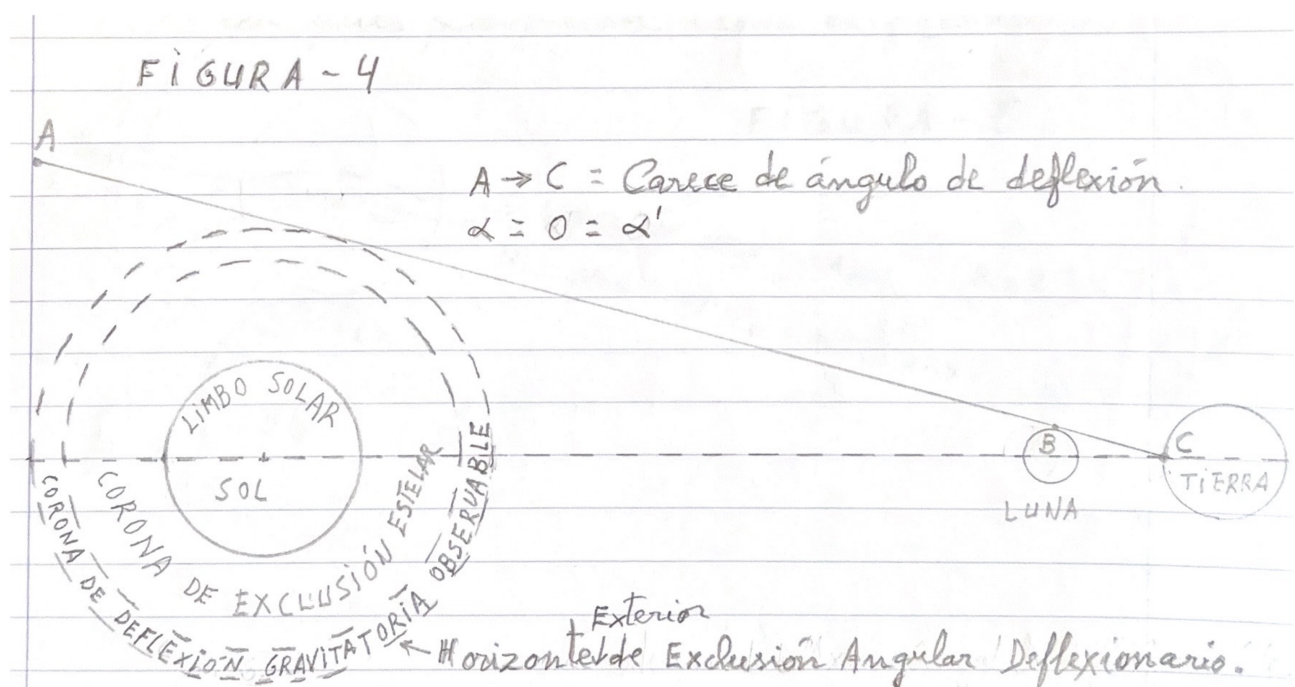 FIGURA-4
A
A → C = Carece de ángulo de deflexión.
α = 0 = α'
LIMBO SOLAR
SOL
CORONA DE EXCLUSIÓN ESTELAR
CORONA DE DEFLEXION GRAVITATORIA OBSERVABLE
B
LUNA
C
TIERRA
Exterior
← Horizonte de Exclusión Angular Deflexionario.